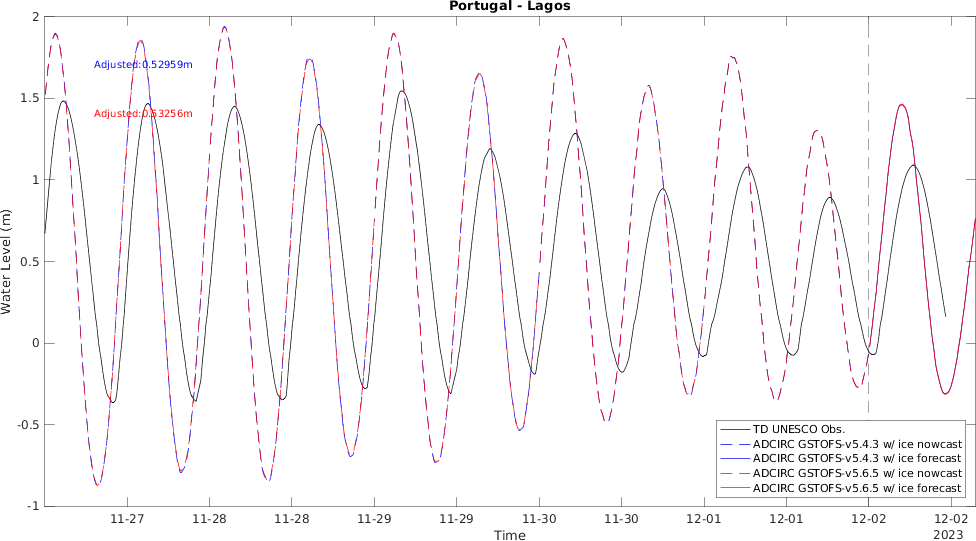 Portugal - Lagos
Adjusted:0.52959m
Adjusted:0.53256m
Water Level (m)
2
1.5
1
0.5
0
-0.5
-1
11-27
11-28
11-28
11-29
11-29
11-30
11-30
12-01
12-01
12-02
12-02
2023
Time
TD UNESCO Obs.
ADCIRC GSTOFS-v5.4.3 w/ ice nowcast
ADCIRC GSTOFS-v5.4.3 w/ ice forecast
ADCIRC GSTOFS-v5.6.5 w/ ice nowcast
ADCIRC GSTOFS-v5.6.5 w/ ice forecast